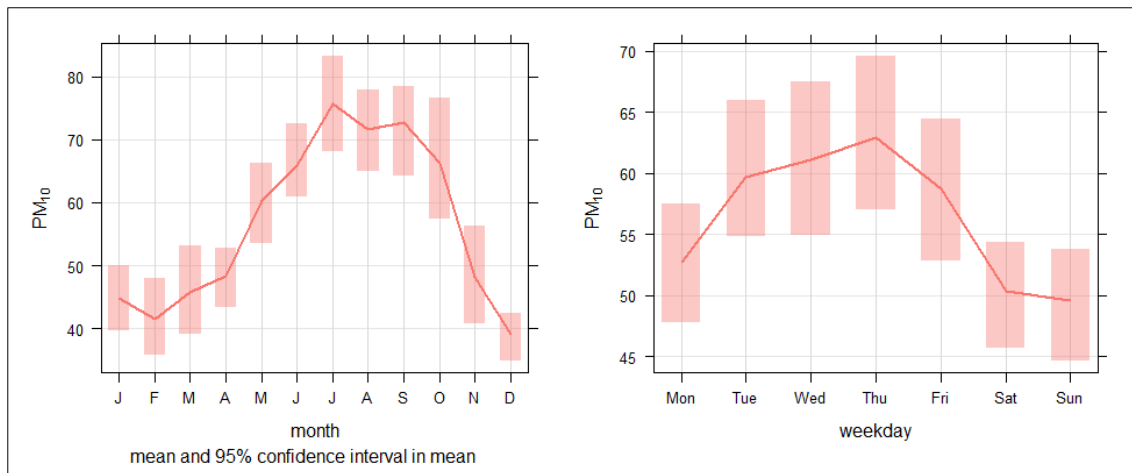 PM10
80
70
60
50
40
J F M A M J J A S O N D
month
mean and 95% confidence interval in mean
PM10
70
65
60
55
50
45
Mon Tue Wed Thu Fri Sat Sun
weekday